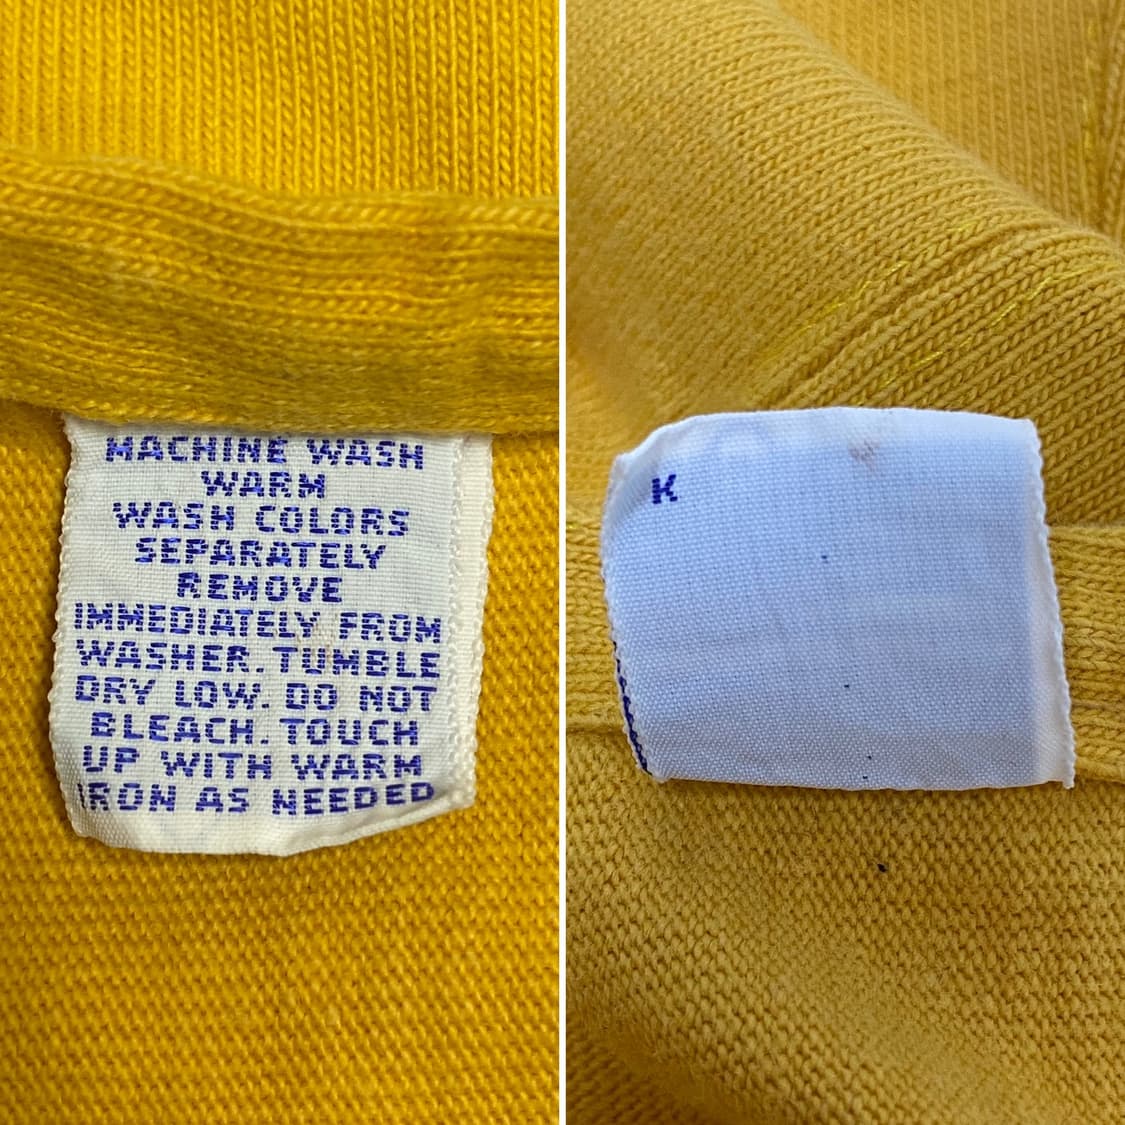 MACHINE WASH
WARM
WASH COLORS
SEPARATELY
REMOVE
IMMEDIATELY FROM
WASHER. TUMBLE
DRY LOW. DO NOT
BLEACH. TOUCH
UP WITH WARM
IRON AS NEEDED
K